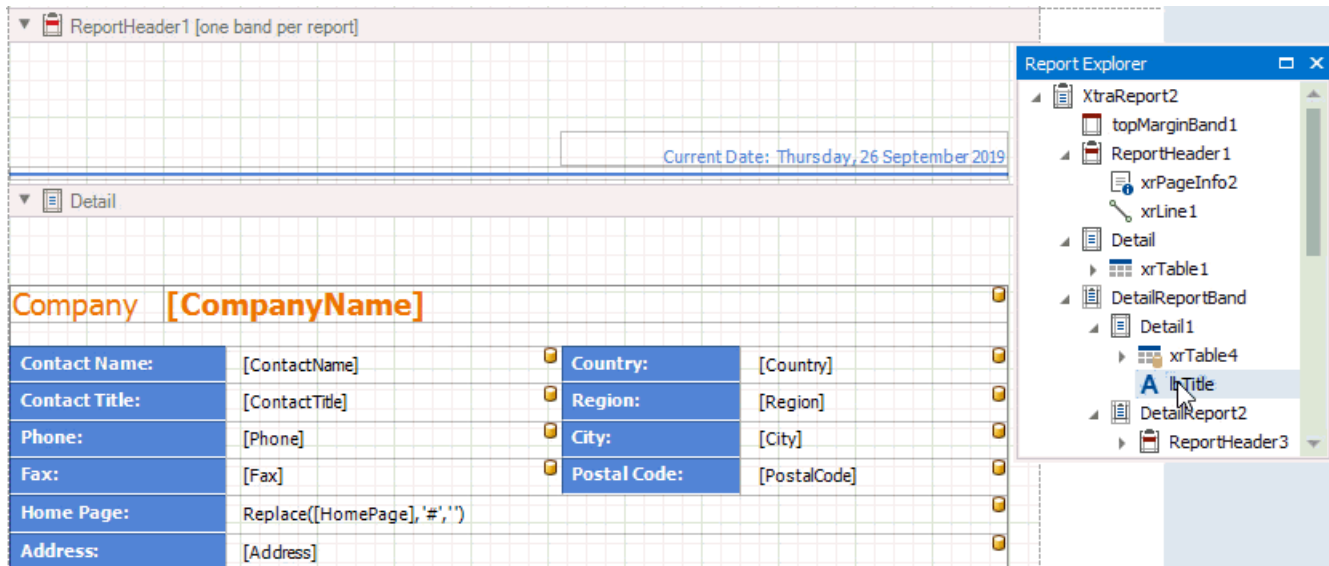 ReportHeader1 [one band per report]
Current Date: Thursday, 26 September 2019
Detail
Company [CompanyName]
Contact Name: [ContactName] Country: [Country]
Contact Title: [ContactTitle] Region: [Region]
Phone: [Phone] City: [City]
Fax: [Fax] Postal Code: [PostalCode]
Home Page: Replace([HomePage],'#','')
Address: [Address]
Report Explorer
XtraReport2
topMarginBand1
ReportHeader1
xrPageInfo2
xrLine1
Detail
xrTable1
DetailReportBand
Detail1
xrTable4
A
DetailReport2
ReportHeader3